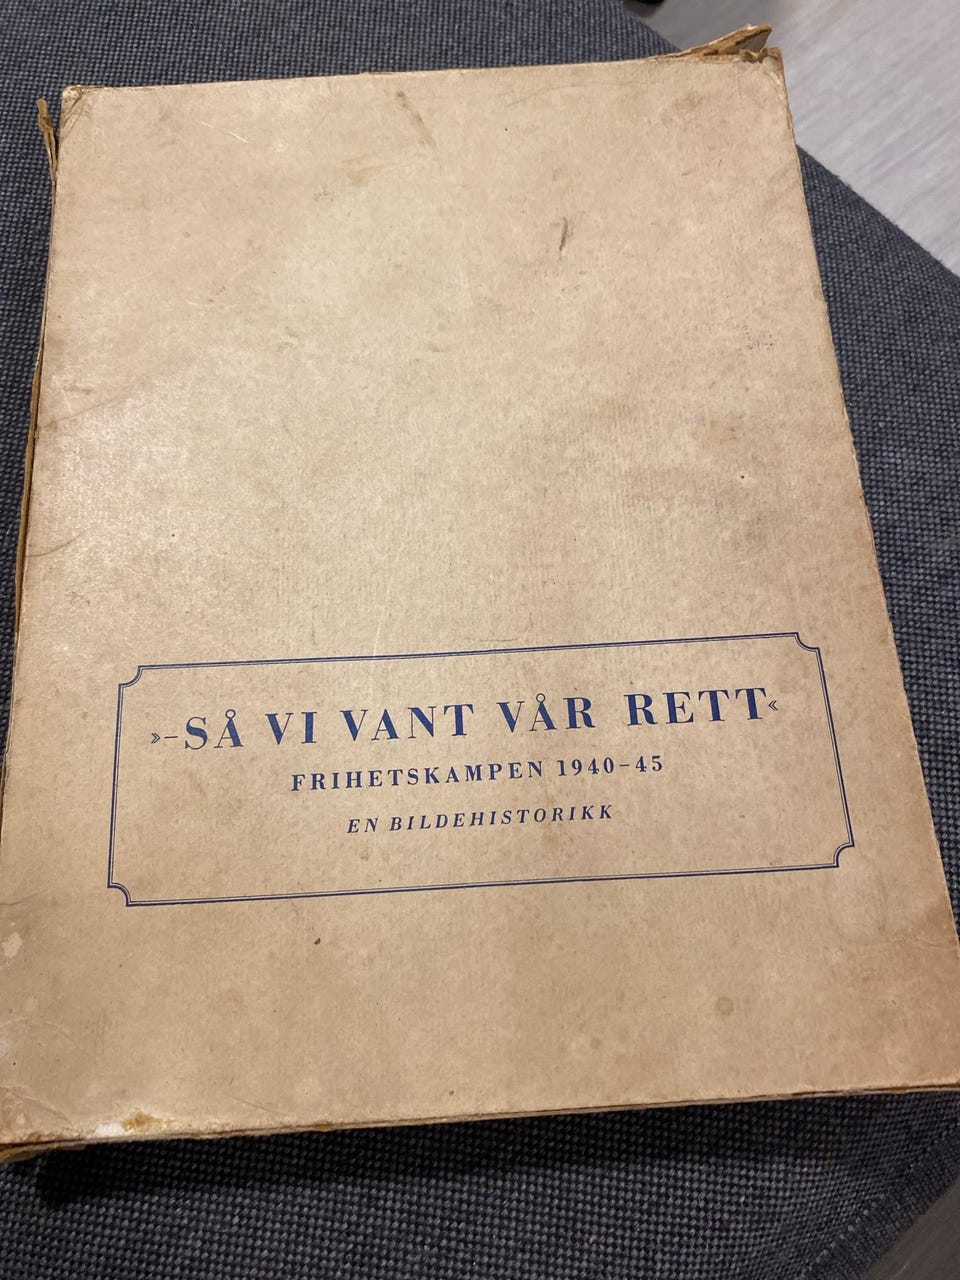 »–SÅ VI VANT VÅR RETT«
FRIHETSKAMPEN 1940–45
EN BILDEHISTORIKK